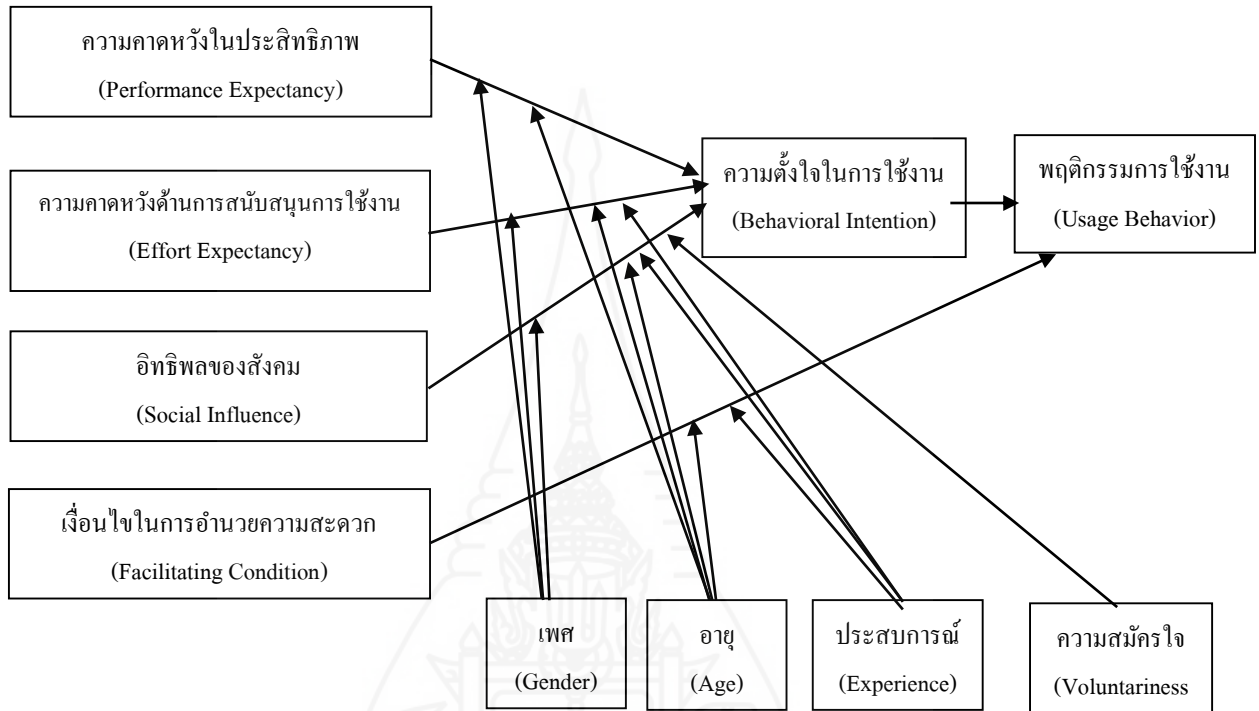 ความคาดหวังในประสิทธิภาพ
(Performance Expectancy)
ความคาดหวังด้านการสนับสนุนการใช้งาน
(Effort Expectancy)
อิทธิพลของสังคม
(Social Influence)
เงื่อนไขในการอำนวยความสะดวก
(Facilitating Condition)
ความตั้งใจในการใช้งาน
(Behavioral Intention)
พฤติกรรมการใช้งาน
(Usage Behavior)
เพศ
(Gender)
อายุ
(Age)
ประสบการณ์
(Experience)
ความสมัครใจ
(Voluntariness